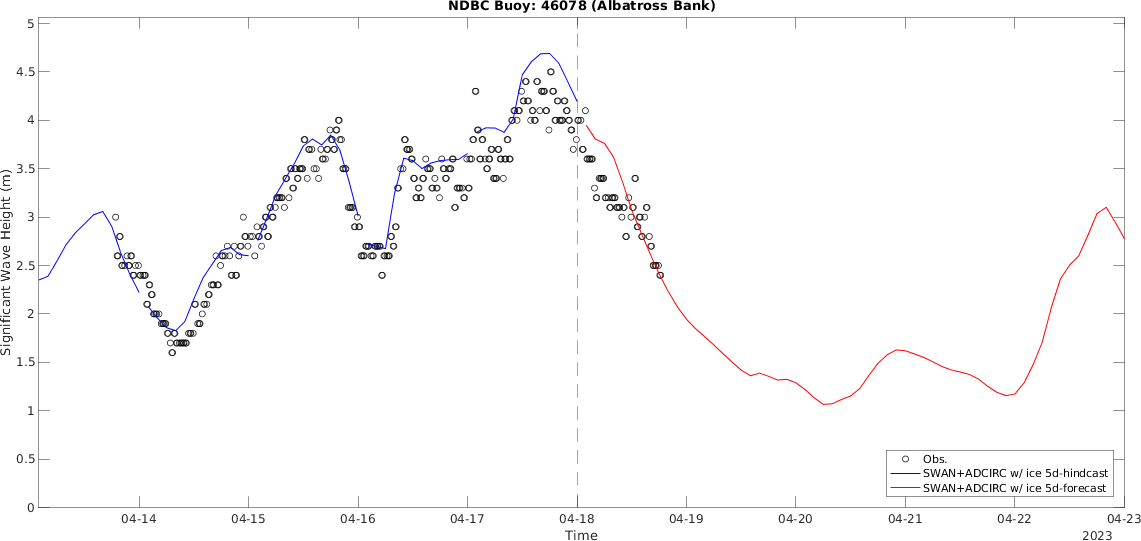 NDBC Buoy: 46078 (Albatross Bank)
5
4.5
4
3.5
3
2.5
2
1.5
1
0.5
0
Significant Wave Height (m)
Obs.
SWAN+ADCIRC w/ ice 5d-hindcast
SWAN+ADCIRC w/ ice 5d-forecast
04-14 04-15 04-16 04-17 04-18 04-19 04-20 04-21 04-22 04-23
Time
2023